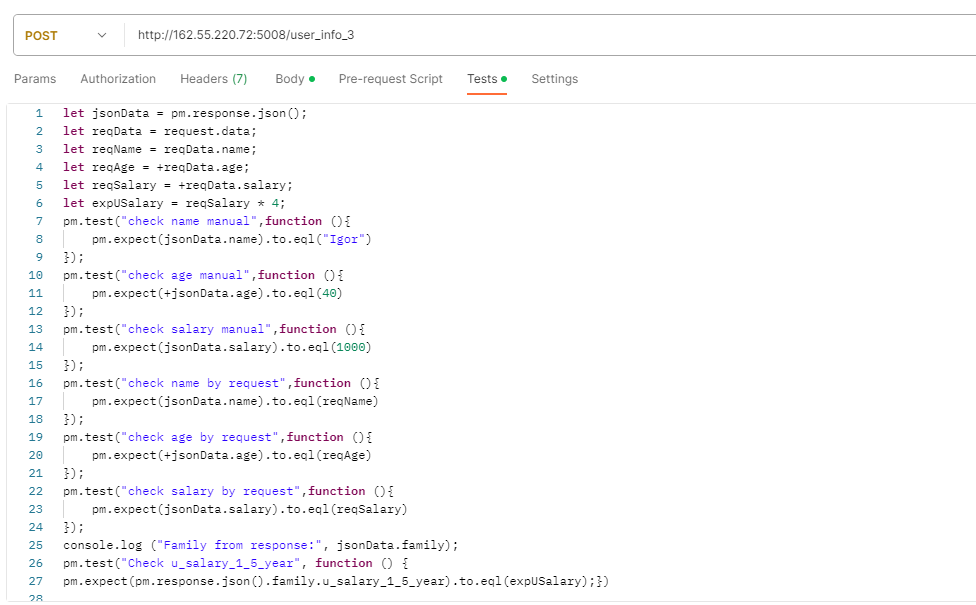 POST http://162.55.220.72:5008/user_info_3
Params Authorization Headers (7) Body Pre-request Script Tests Settings
1 let jsonData = pm.response.json();
2 let reqData = request.data;
3 let reqName = reqData.name;
4 let reqAge = +reqData.age;
5 let reqSalary = +reqData.salary;
6 let expUSalary = reqSalary * 4;
7 pm.test("check name manual",function (){
8     pm.expect(jsonData.name).to.eql("Igor")
9 });
10 pm.test("check age manual",function (){
11     pm.expect(+jsonData.age).to.eql(40)
12 });
13 pm.test("check salary manual",function (){
14     pm.expect(jsonData.salary).to.eql(1000)
15 });
16 pm.test("check name by request",function (){
17     pm.expect(jsonData.name).to.eql(reqName)
18 });
19 pm.test("check age by request",function (){
20     pm.expect(+jsonData.age).to.eql(reqAge)
21 });
22 pm.test("check salary by request",function (){
23     pm.expect(jsonData.salary).to.eql(reqSalary)
24 });
25 console.log ("Family from response:", jsonData.family);
26 pm.test("Check u_salary_1_5_year", function () {
27 pm.expect(pm.response.json().family.u_salary_1_5_year).to.eql(expUSalary);})
28